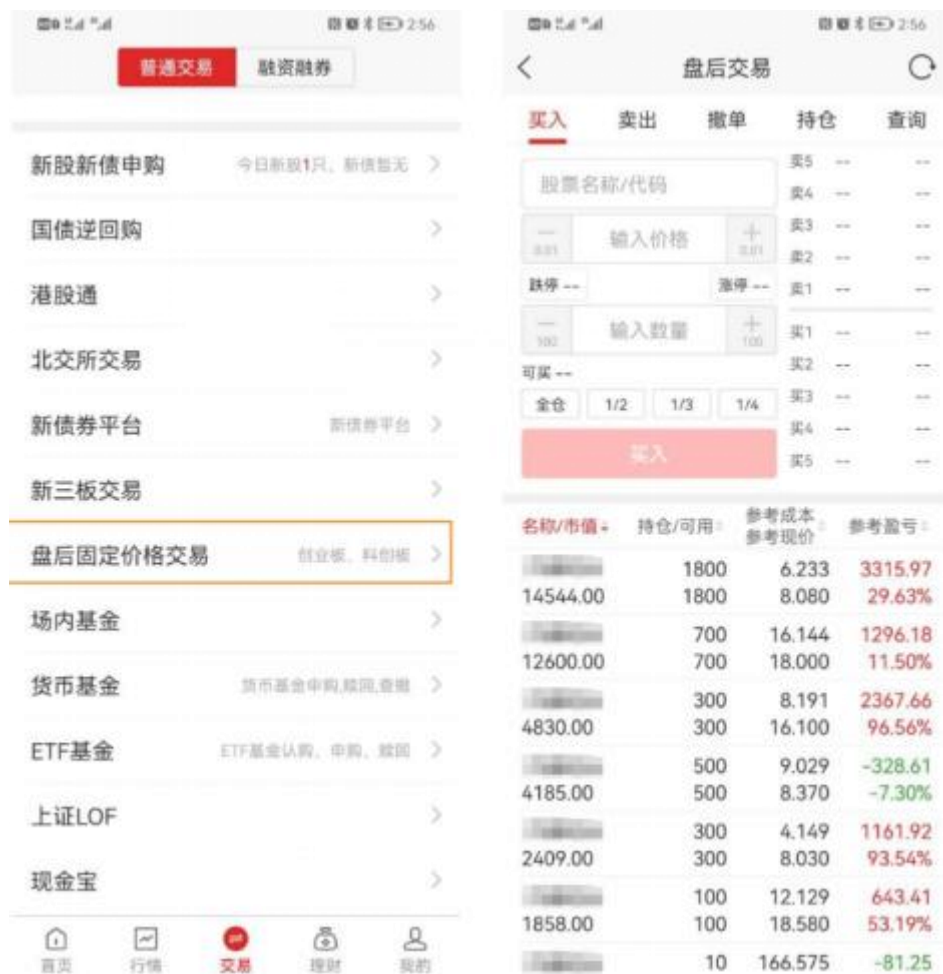 2:56
普通交易
融资融券
新股新债申购 今日新股1只、新债暂无
国债逆回购
港股通
北交所交易
新债券平台 新债券平台
新三板交易
盘后固定价格交易 创业板、科创板
场内基金
货币基金 货币基金申购,赎回,查撤
ETF基金 ETF基金认购、申购、赎回
上证LOF
现金宝
首页 行情 交易 理财 我的
2:56
盘后交易
买入 卖出 撤单 持仓 查询
股票名称/代码
— 0.01 输入价格 + 0.01
跌停 -- 涨停 --
— 100 输入数量 + 100
可买 --
全仓 1/2 1/3 1/4
买入
卖5 -- --
卖4 -- --
卖3 -- --
卖2 -- --
卖1 -- --
买1 -- --
买2 -- --
买3 -- --
买4 -- --
买5 -- --
名称/市值 持仓/可用 参考成本 参考盈亏
参考现价
1800 6.233 3315.97
14544.00 1800 8.080 29.63%
700 16.144 1296.18
12600.00 700 18.000 11.50%
300 8.191 2367.66
4830.00 300 16.100 96.56%
500 9.029 -328.61
4185.00 500 8.370 -7.30%
300 4.149 1161.92
2409.00 300 8.030 93.54%
100 12.129 643.41
1858.00 100 18.580 53.19%
10 166.575 -81.25